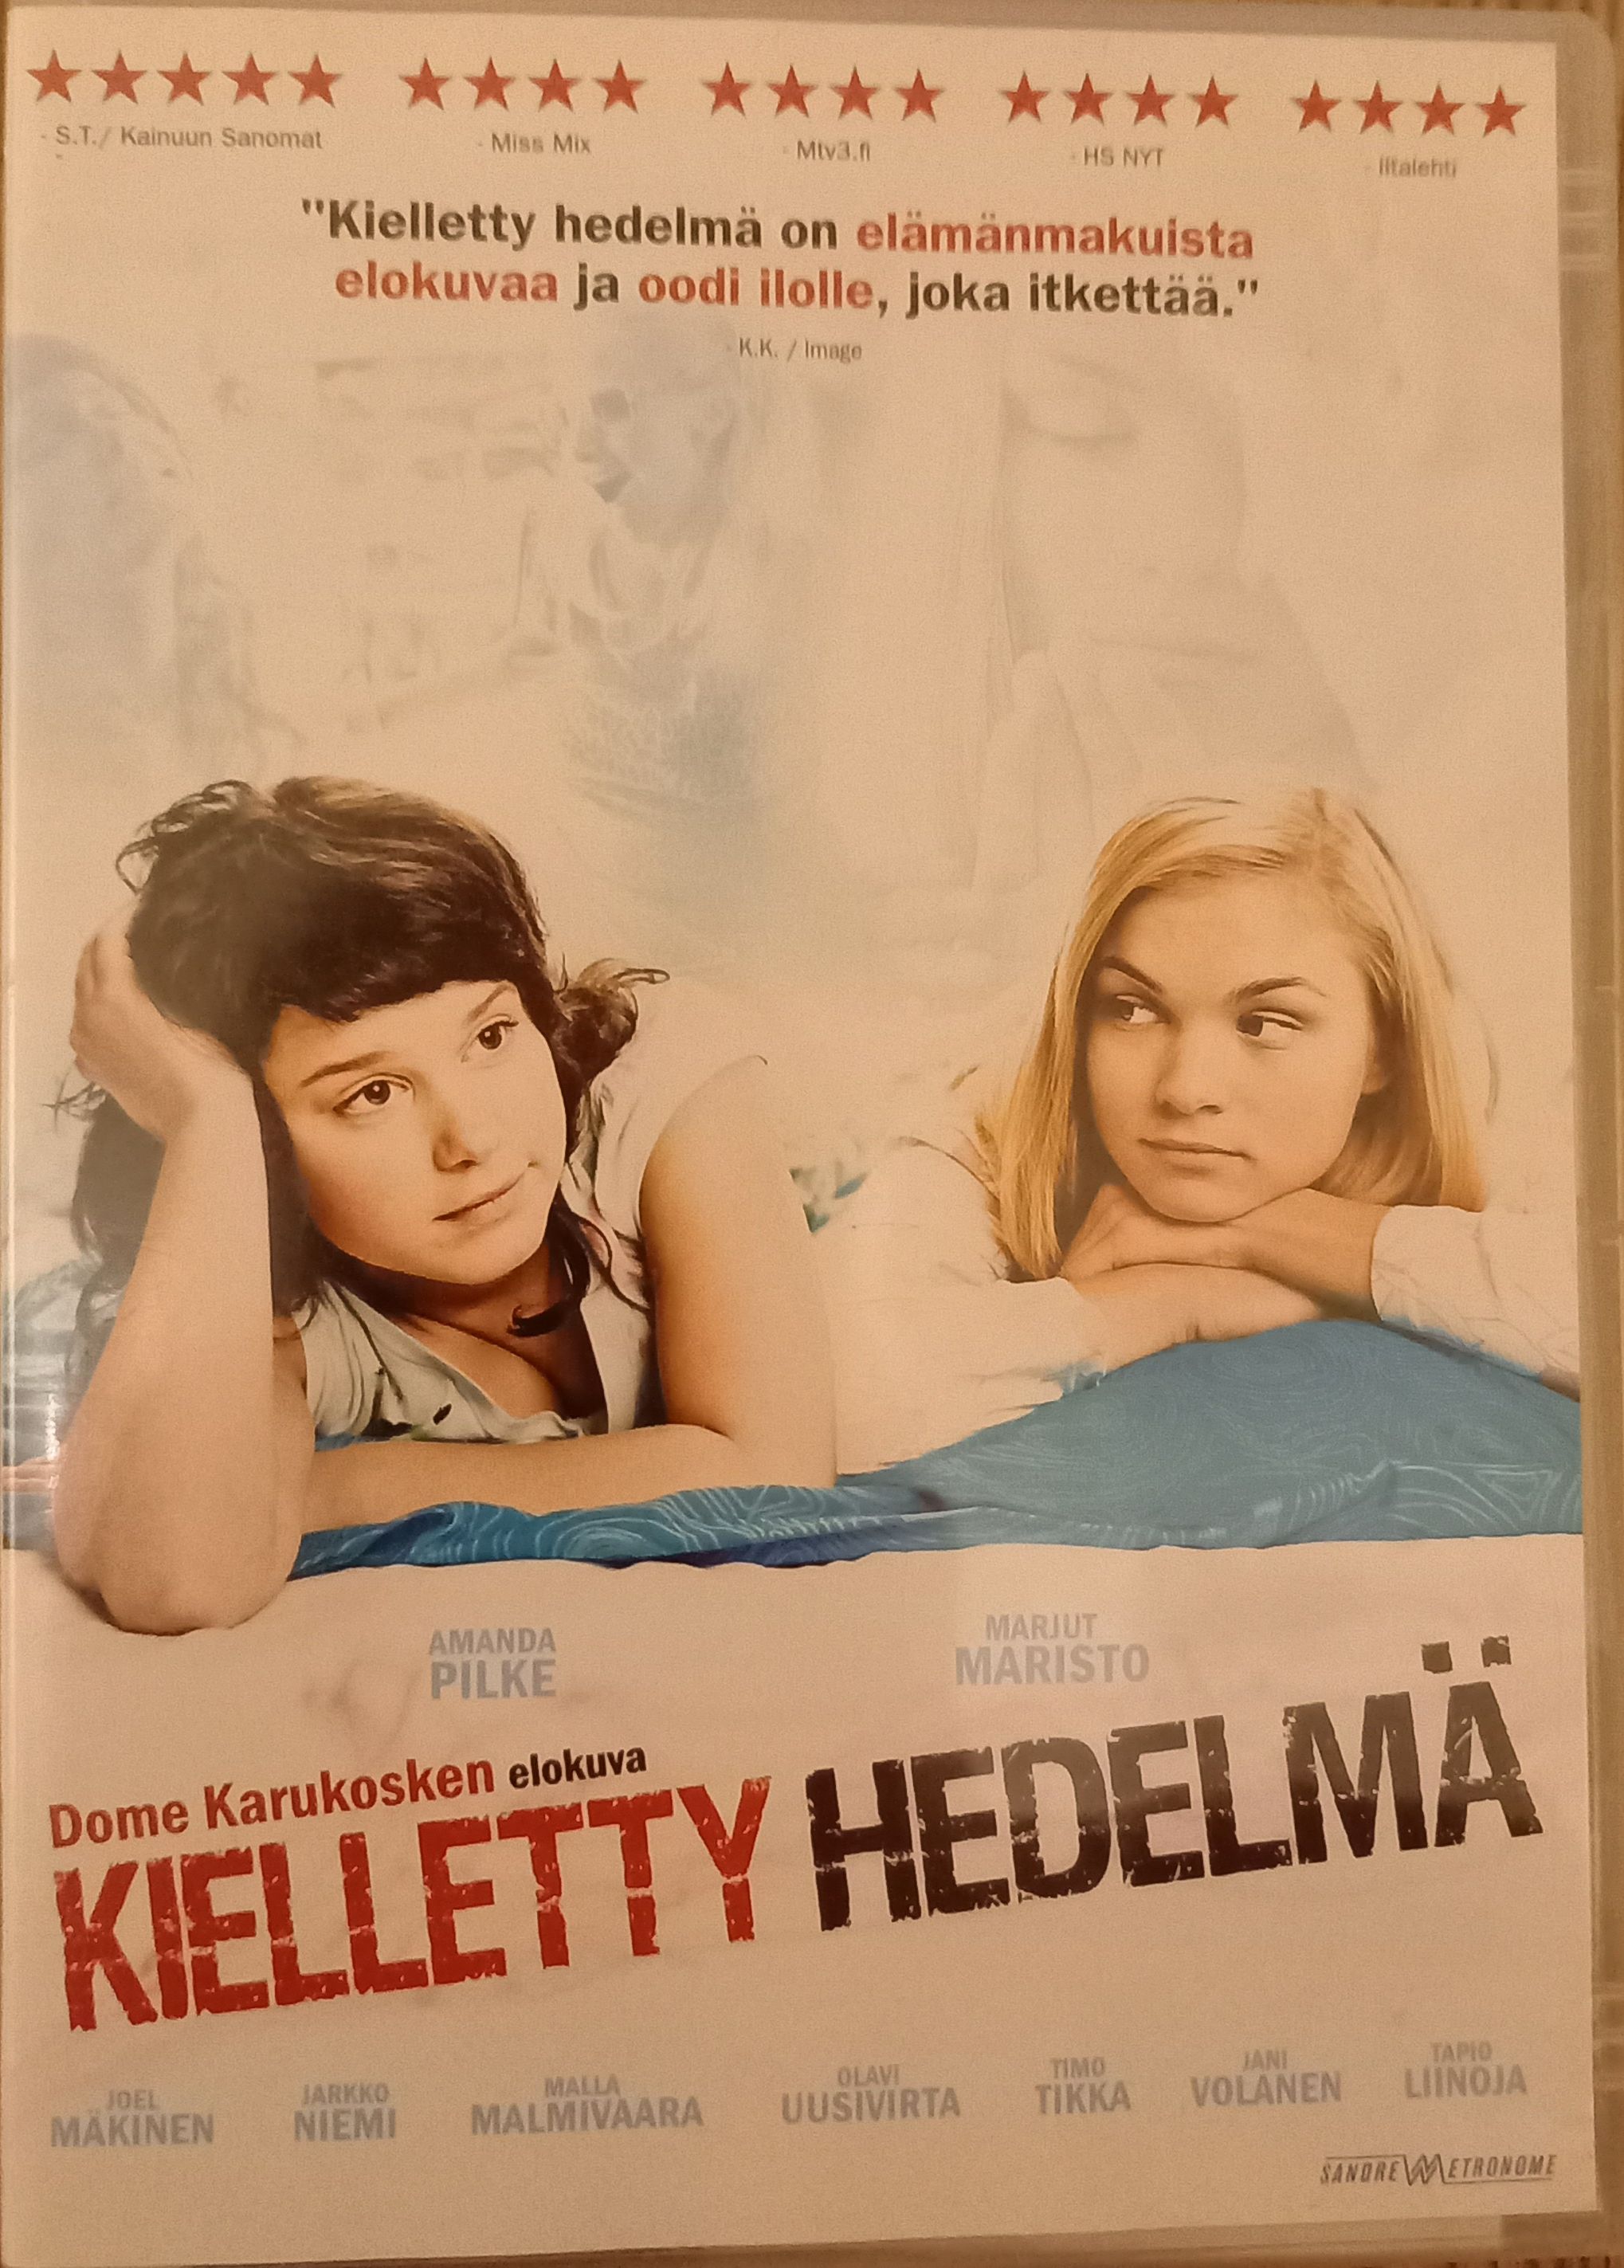 - S.T./ Kainuun Sanomat
- Miss Mix
- Mtv3.fi
- HS NYT
- Iltalehti
"Kielletty hedelmä on elämänmakuista
elokuvaa ja oodi ilolle, joka itkettää."
- K.K. / Image
AMANDA
PILKE
MARJUT
MARISTO
Dome Karukosken elokuva
KIELLETTY HEDELMÄ
JOEL
MÄKINEN
JARKKO
NIEMI
MALLA
MALMIVAARA
OLAVI
UUSIVIRTA
TIMO
TIKKA
JANI
VOLANEN
TAPIO
LIINOJA
SANDREW METRONOME